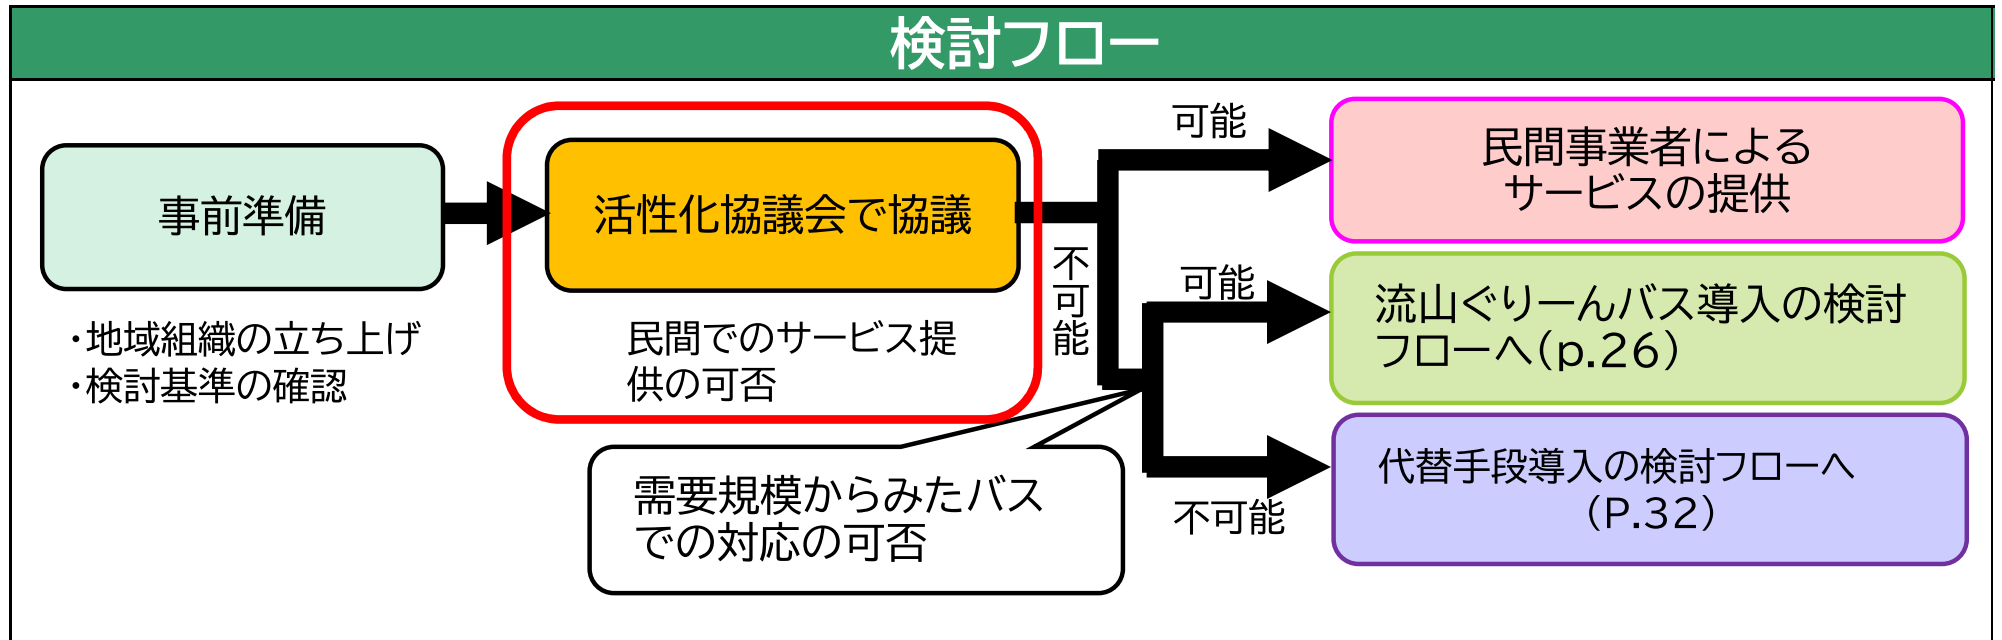 検討フロー
事前準備
・地域組織の立ち上げ
・検討基準の確認
活性化協議会で協議
民間でのサービス提
供の可否
可能
不可能
民間事業者による
サービスの提供
可能
流山ぐりーんバス導入の検討
フローへ(p.26)
不可能
代替手段導入の検討フローへ
(P.32)
需要規模からみたバス
での対応の可否